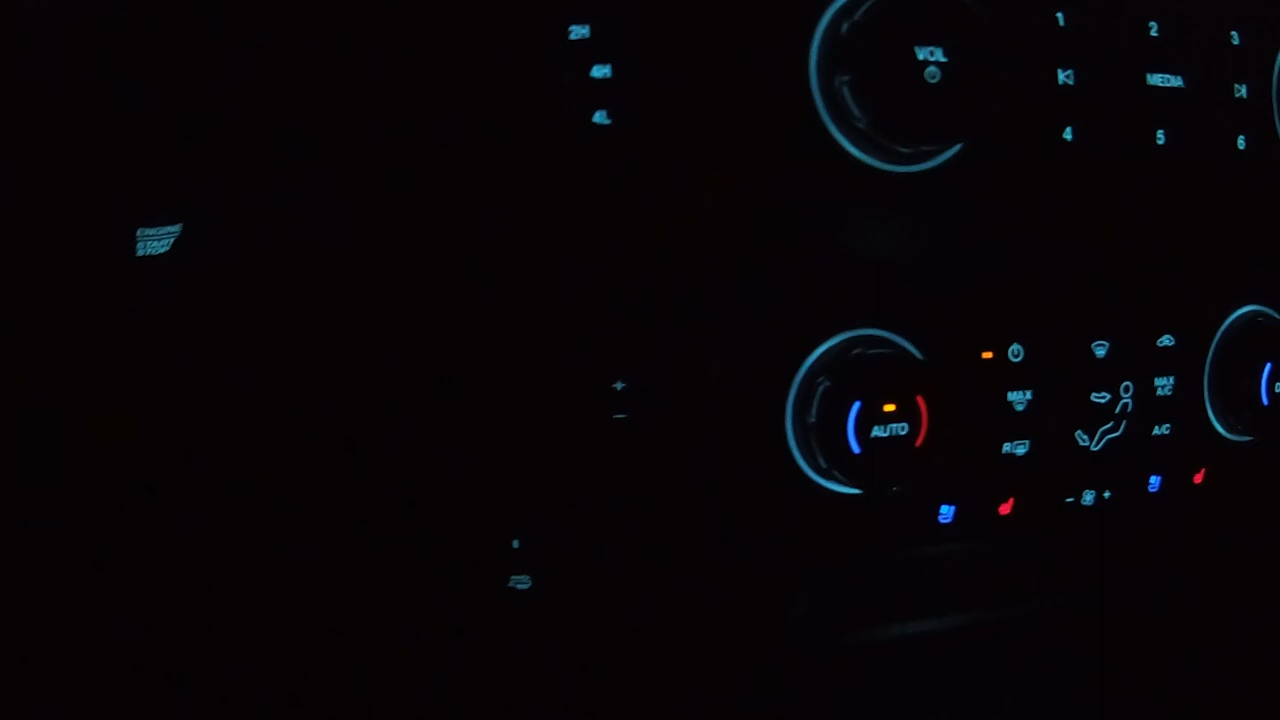 2H
4H
4L
VOL
1
2
3
MEDIA
4
5
6
ENGINE
START
STOP
+
−
AUTO
MAX
R
MAX
A/C
A/C
− +